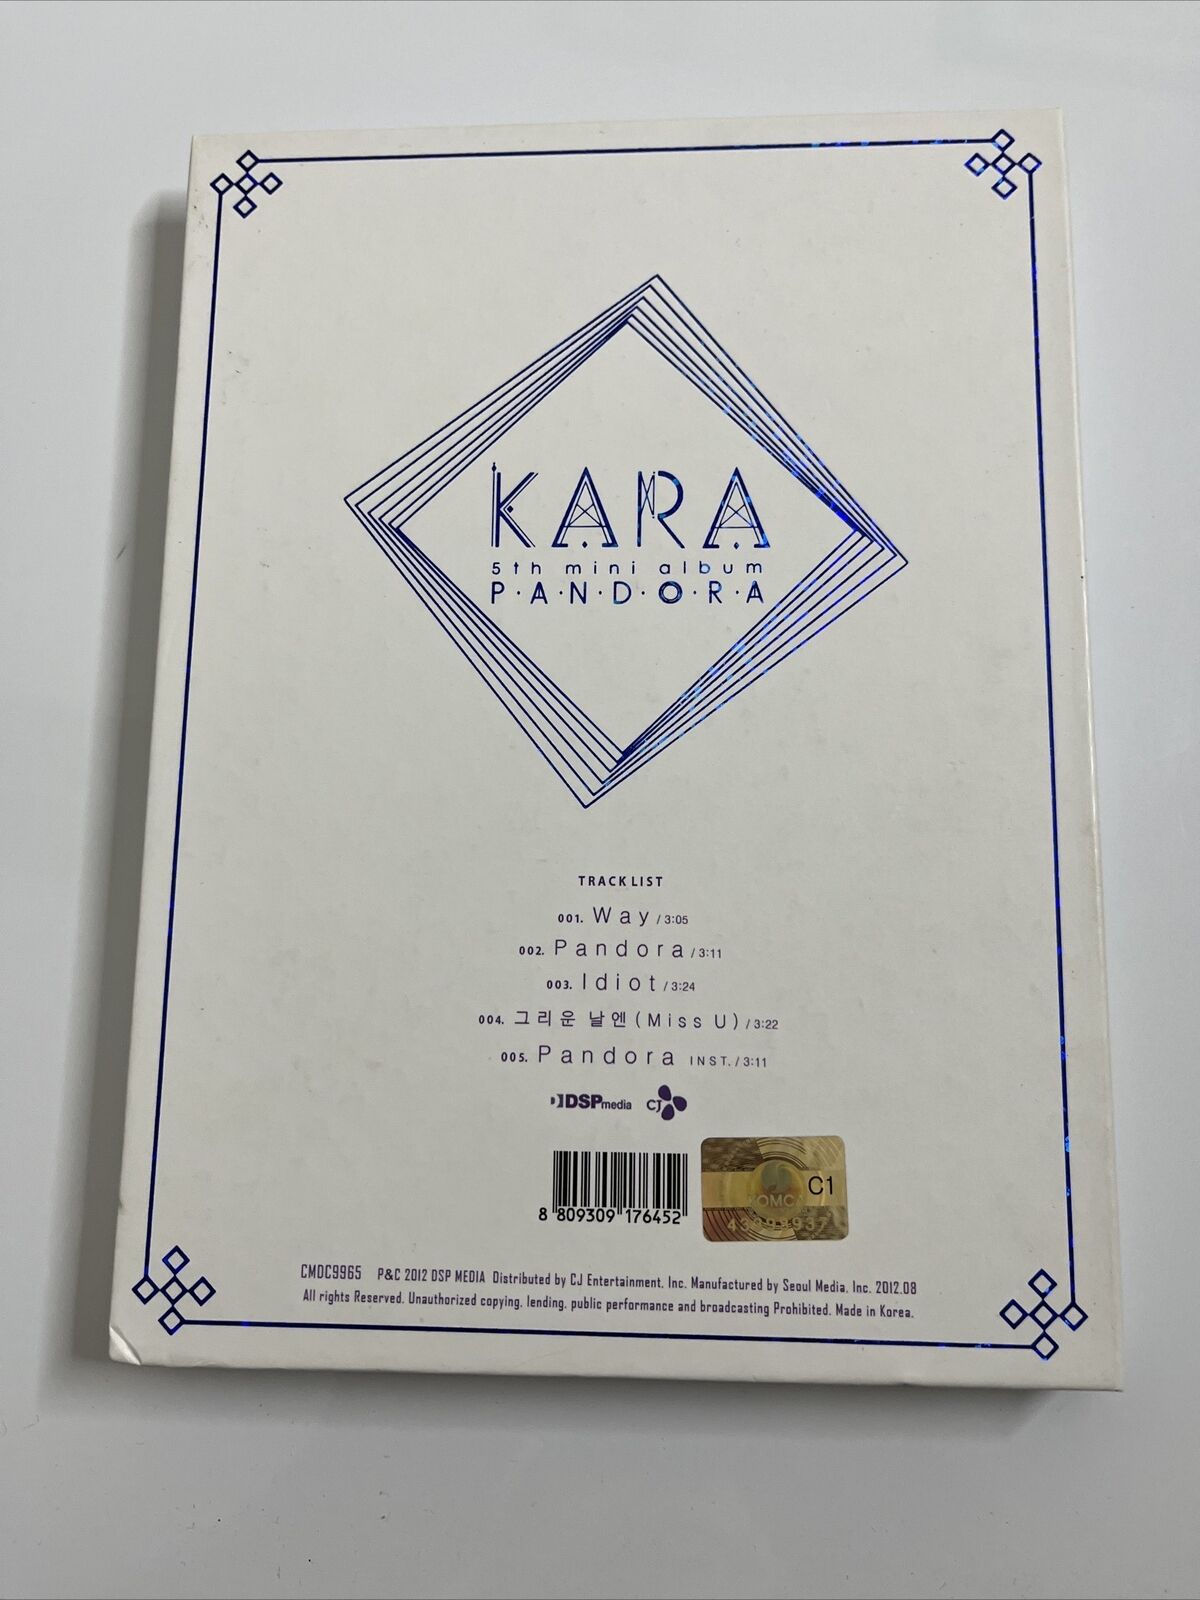 KARA
5th mini album
P·A·N·D·O·R·A
TRACK LIST
001. Way / 3:05
002. Pandora / 3:11
003. Idiot / 3:24
004. 그리운 날엔 (Miss U) / 3:22
005. Pandora INST. / 3:11
DSPmedia CJ
C1
KOMCA
8 809309 176452
CMDC9965 P&C 2012 DSP MEDIA Distributed by CJ Entertainment, Inc. Manufactured by Seoul Media, Inc. 2012.08
All rights Reserved. Unauthorized copying, lending, public performance and broadcasting Prohibited. Made in Korea.